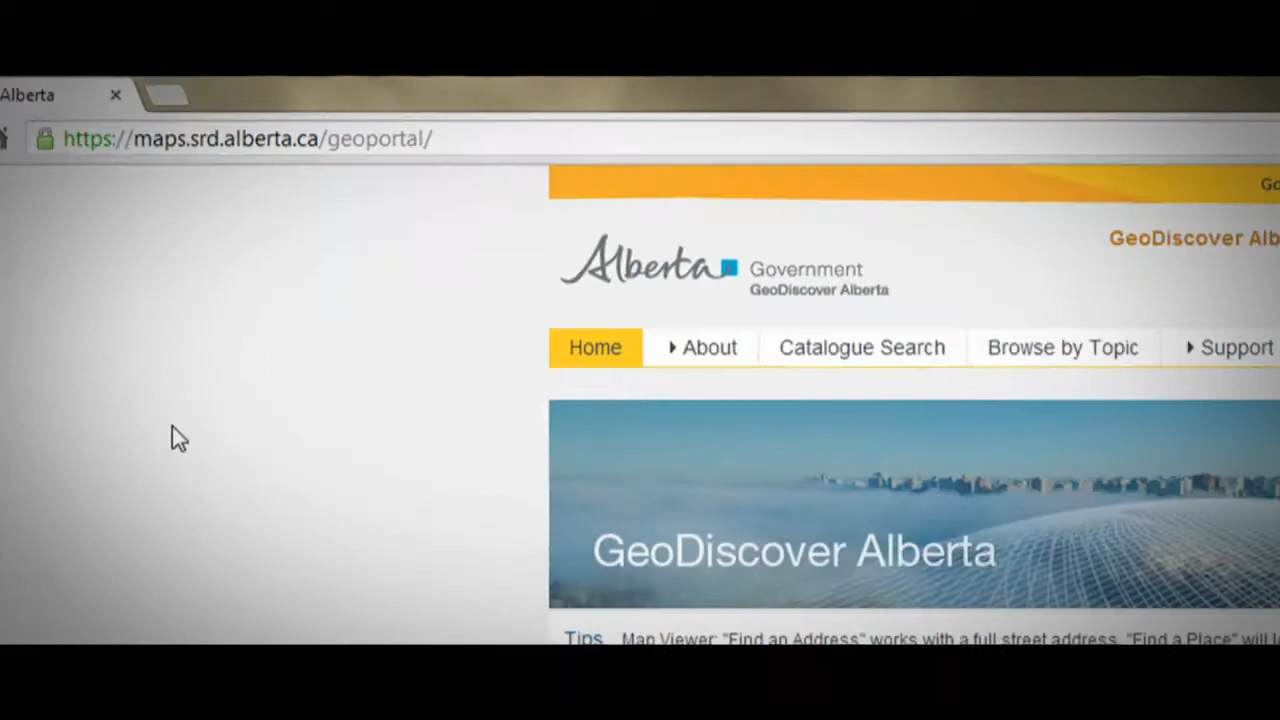 Alberta
https://maps.srd.alberta.ca/geoportal/
GeoDiscover
Alberta
Government
GeoDiscover Alberta
Home
About
Catalogue Search
Browse by Topic
Support
GeoDiscover Alberta
Tips Map Viewer: "Find an Address" works with a full street address. "Find a Place" will